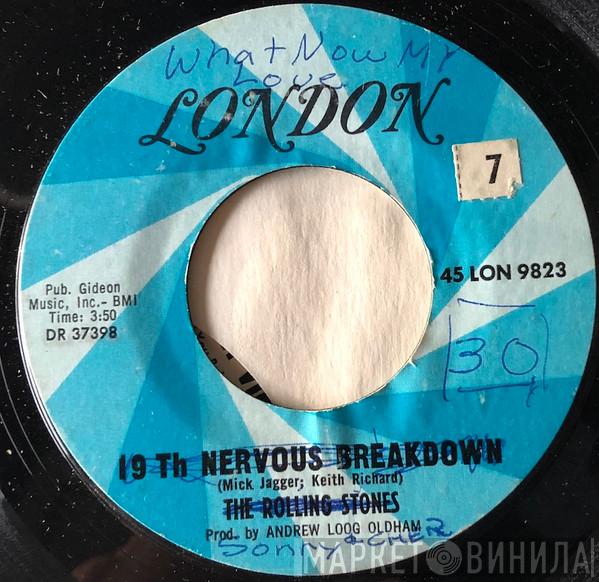 What Now My
Love
LONDON
7
45 LON 9823
Pub. Gideon
Music, Inc.- BMI
Time: 3:50
DR 37398
30
19 Th NERVOUS BREAKDOWN
(Mick Jagger; Keith Richard)
THE ROLLING STONES
Prod. by ANDREW LOOG OLDHAM
Sonny & CHER
МАРКЕТ ВИНИЛА